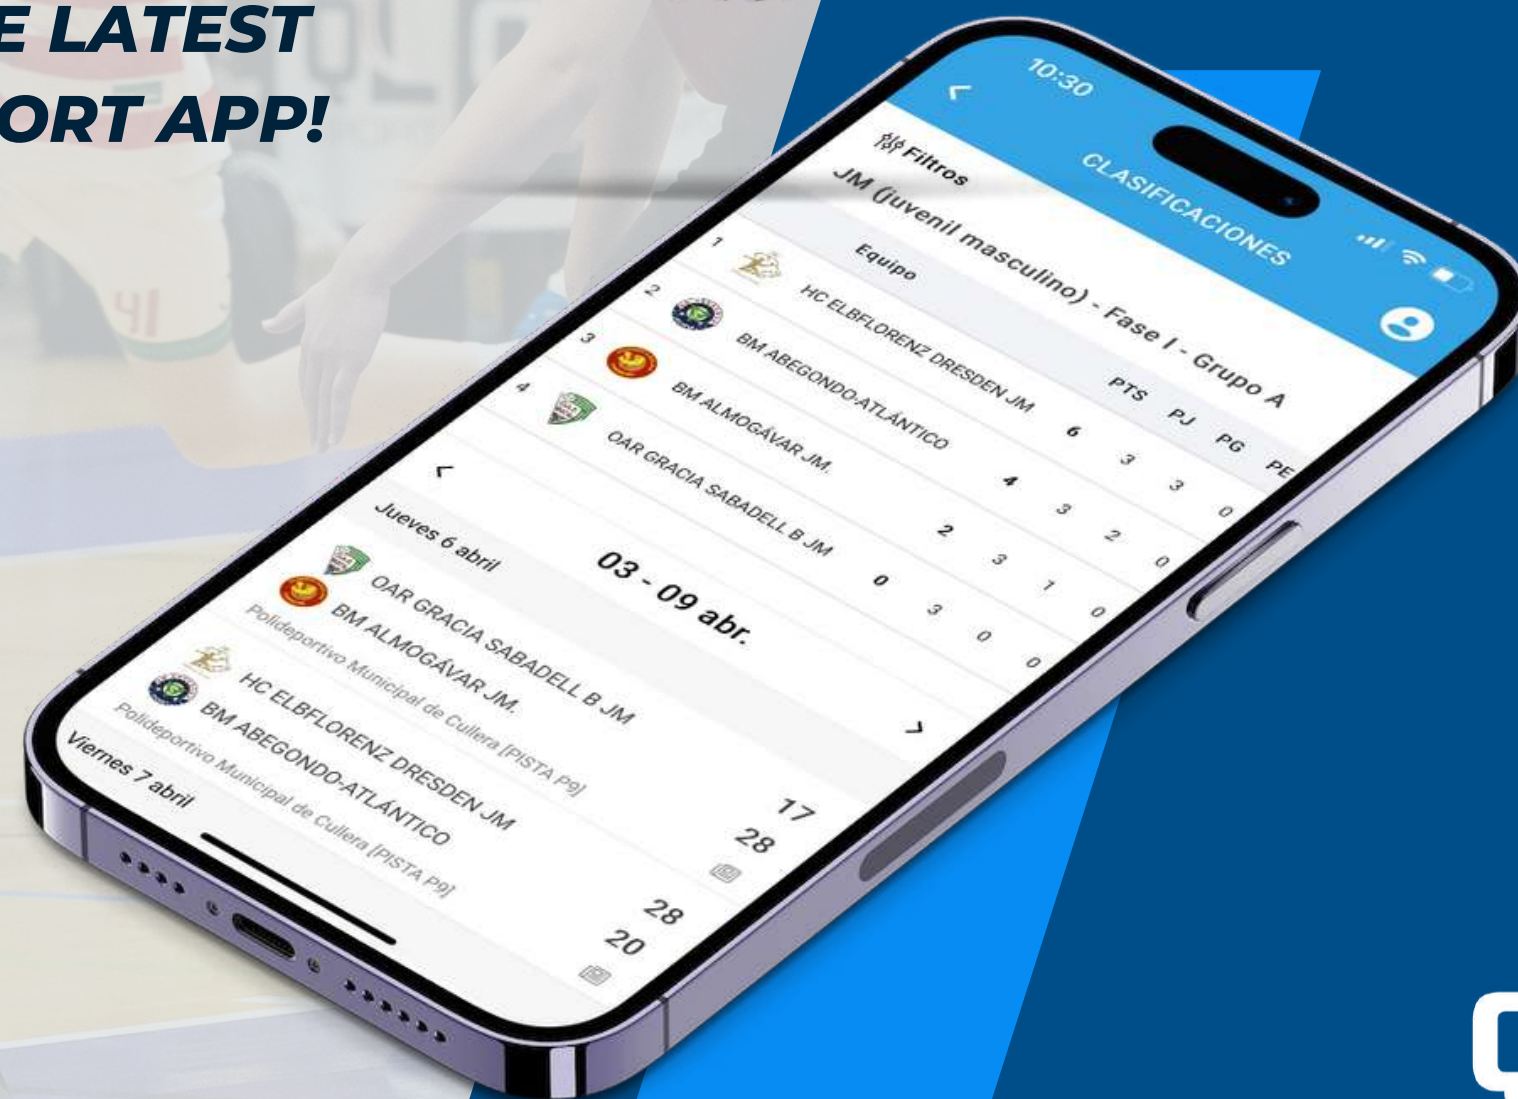 E LATEST
ORT APP!
10:30
CLASIFICACIONES
Filtros
JM (juvenil masculino) - Fase I - Grupo A
Equipo PTS PJ PG PE
1 HC ELBFLORENZ DRESDEN JM 6 3 3 0
2 BM ABEGONDO-ATLÁNTICO 4 3 2 0
3 BM ALMOGÁVAR JM. 2 3 1 0
4 OAR GRACIA SABADELL B JM 0 3 0 0
03 - 09 abr.
Jueves 6 abril
OAR GRACIA SABADELL B JM 17
BM ALMOGÁVAR JM. 28
Polideportivo Municipal de Cullera [PISTA P9]
HC ELBFLORENZ DRESDEN JM 28
BM ABEGONDO-ATLÁNTICO 20
Polideportivo Municipal de Cullera [PISTA P9]
Viernes 7 abril
41